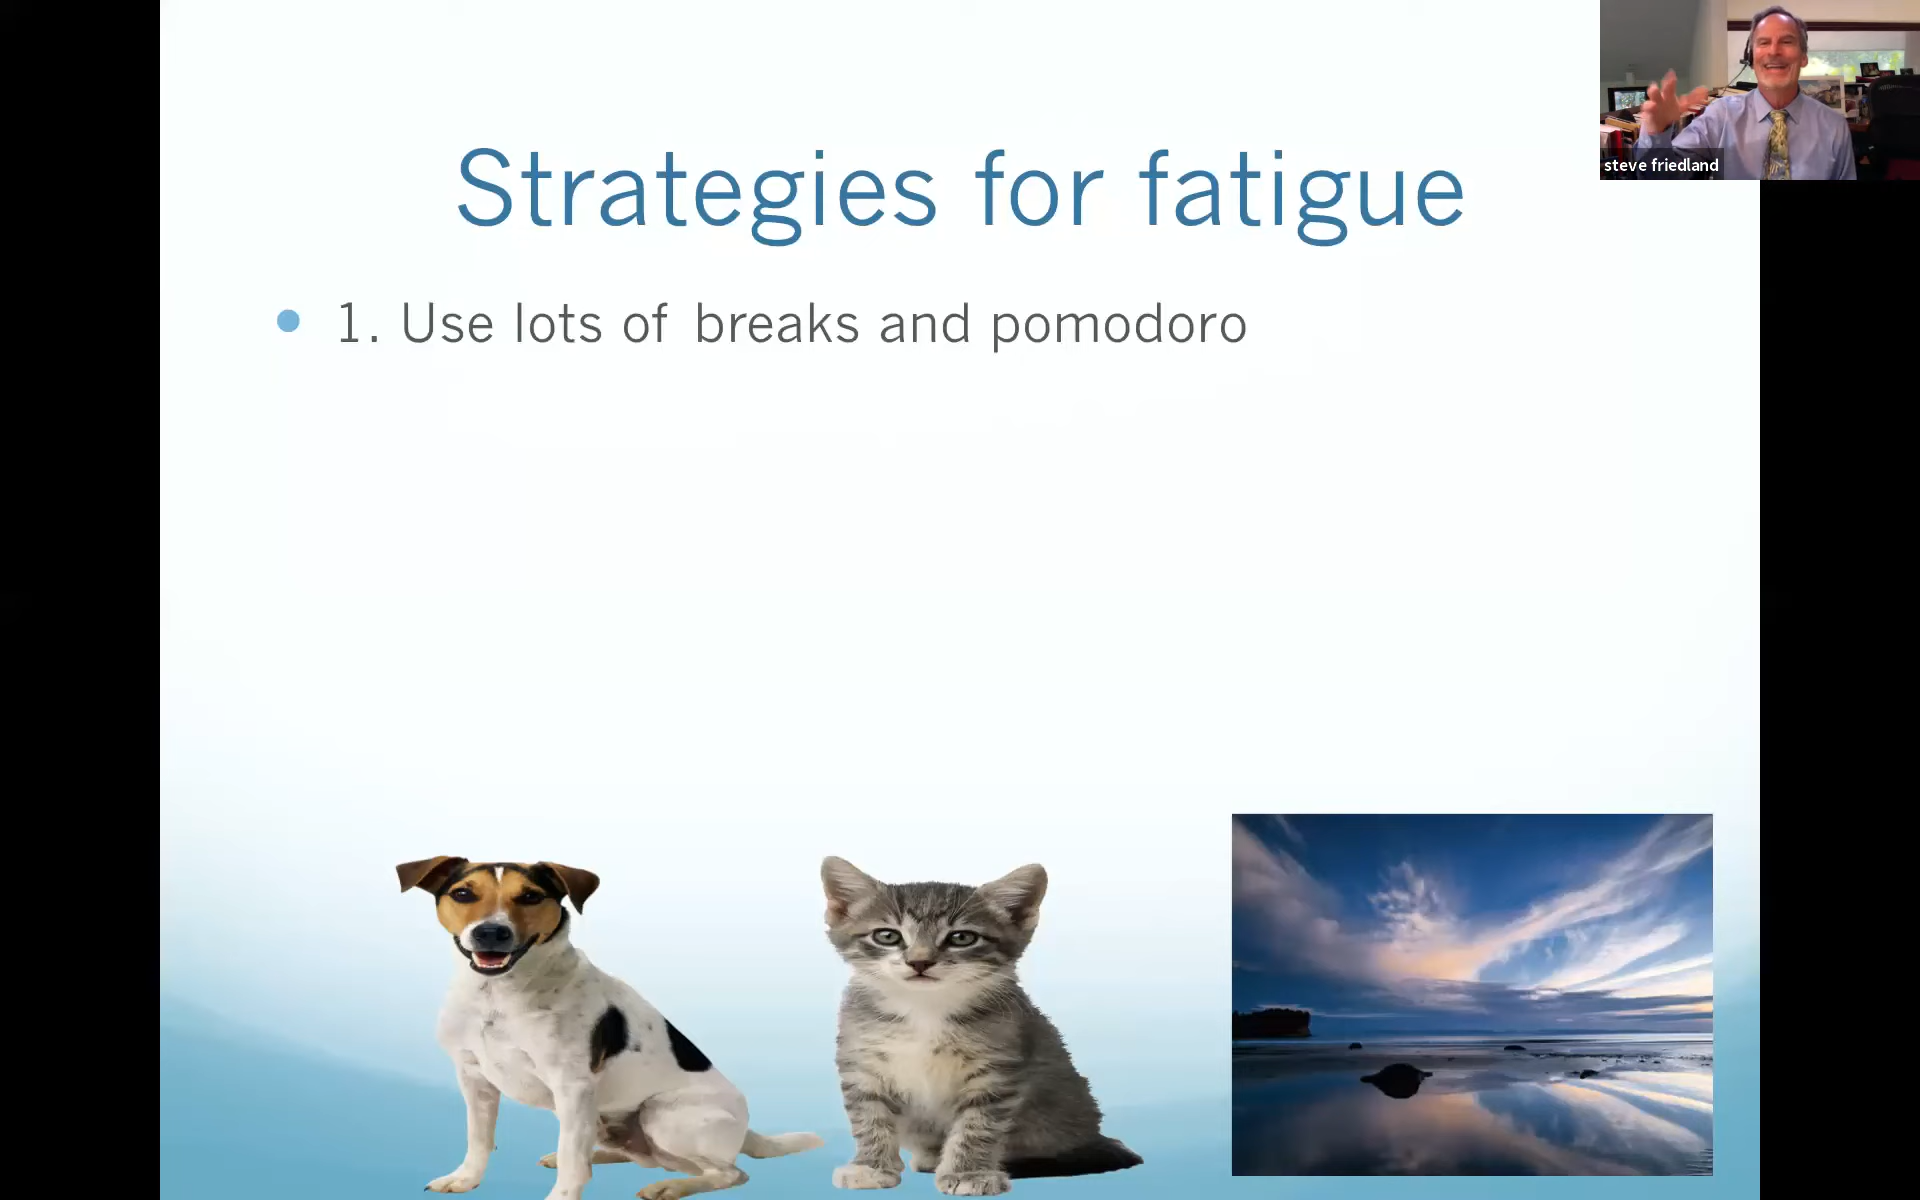 steve friedland
Strategies for fatigue
1. Use lots of breaks and pomodoro